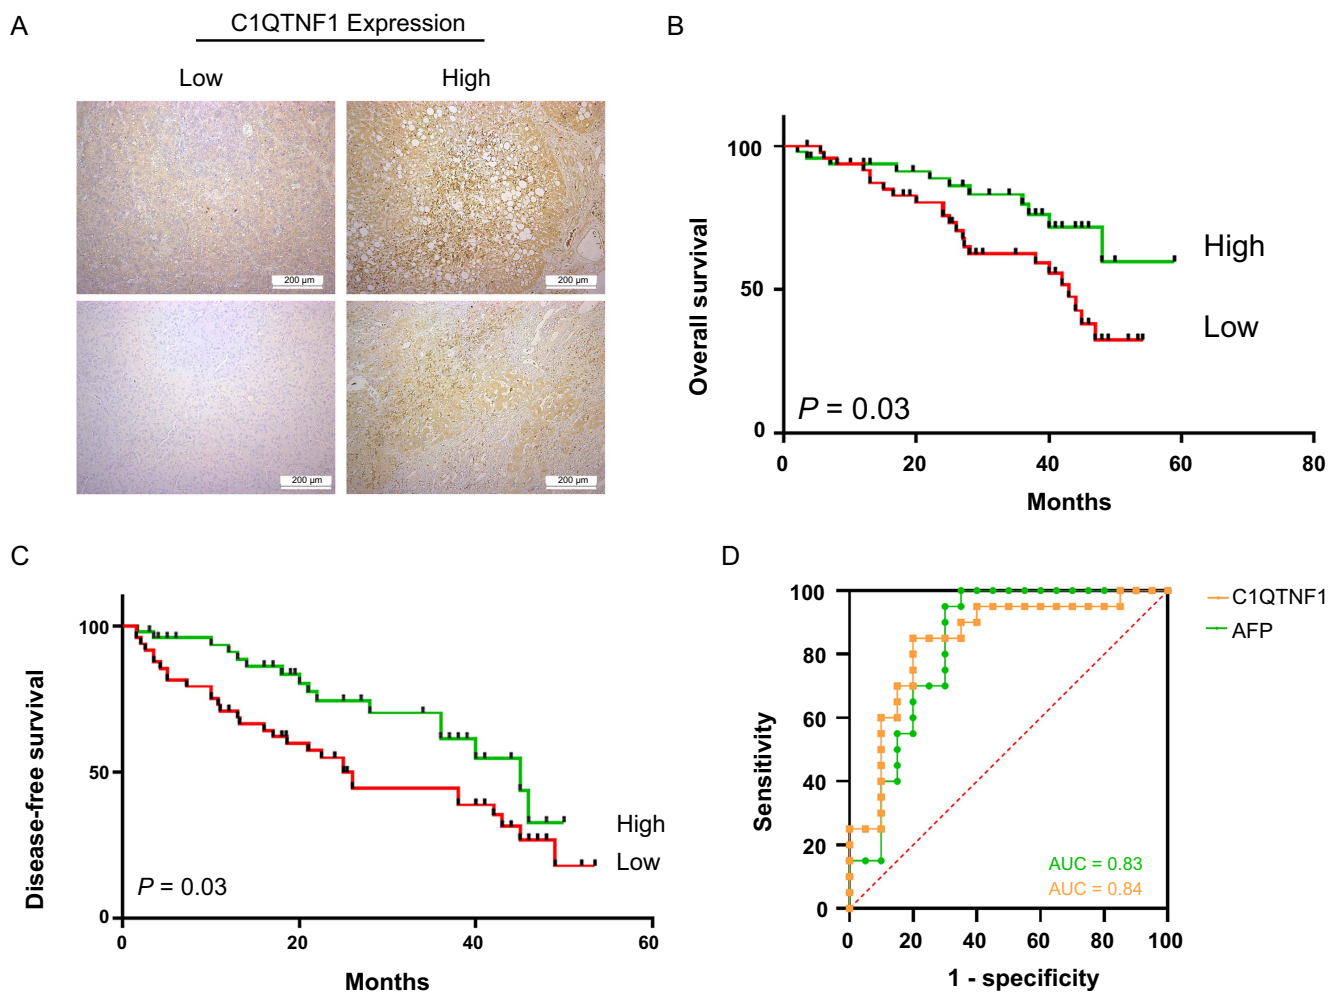 A
C1QTNF1 Expression
Low
High
200 µm
200 µm
200 µm
200 µm
B
Overall survival
100
50
0
0
20
40
60
80
Months
High
Low
P = 0.03
C
Disease-free survival
100
50
0
0
20
40
60
Months
High
Low
P = 0.03
D
Sensitivity
100
80
60
40
20
0
0
20
40
60
80
100
1 - specificity
AUC = 0.83
AUC = 0.84
C1QTNF1
AFP